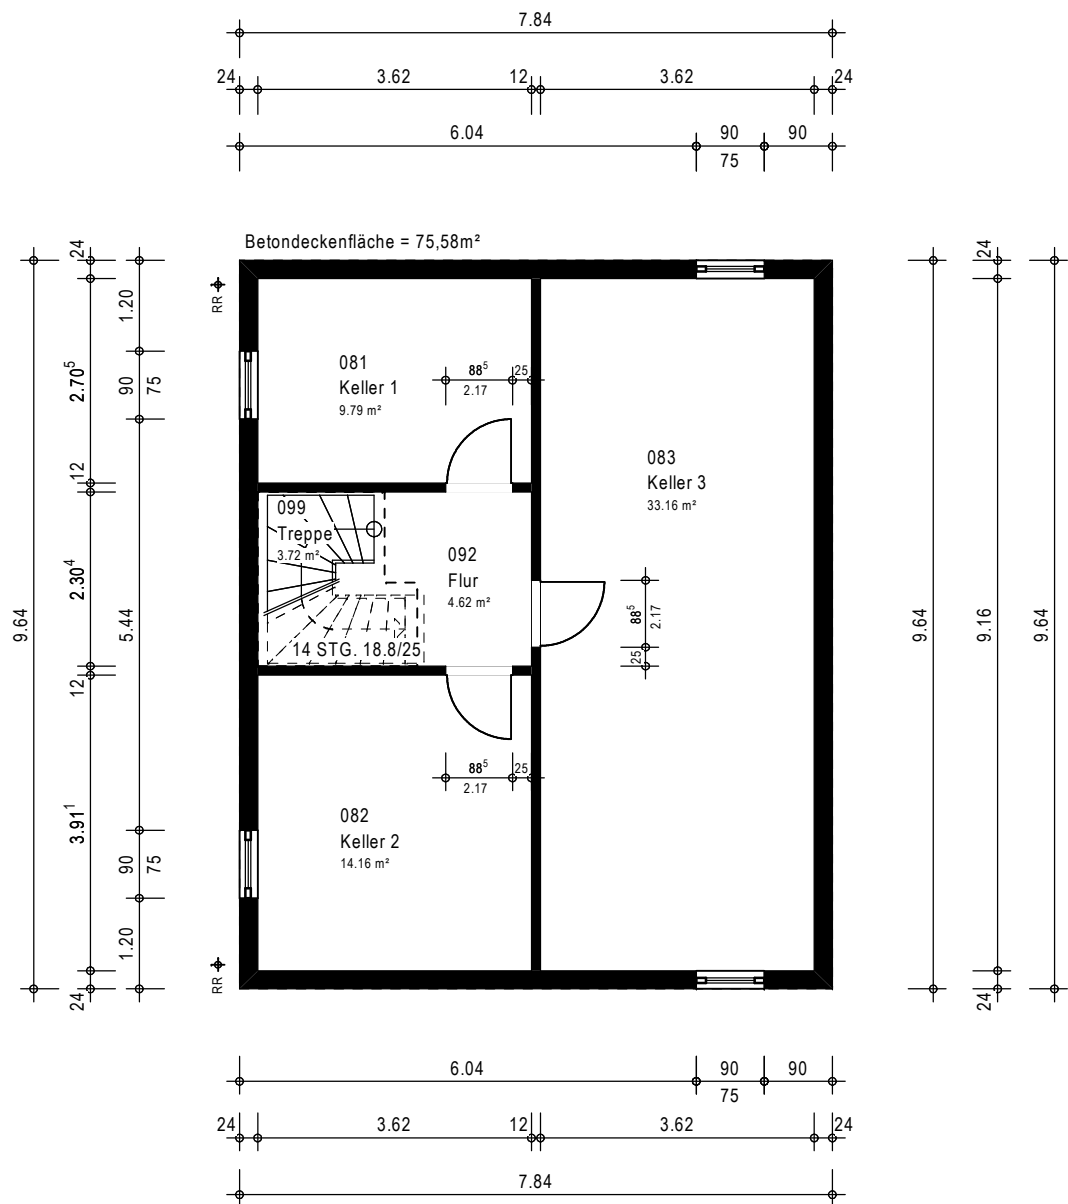 7.84
24 3.62 12 3.62 24
6.04 90 90
75
Betondeckenfläche = 75,58m²
RR
24
1.20
2.70⁵
90
75
12
2.30⁴
9.64
5.44
12
3.91¹
90
75
1.20
24
081
Keller 1
9.79 m²
88⁵ 25
2.17
083
Keller 3
33.16 m²
099
Treppe
3.72 m²
092
Flur
4.62 m²
14 STG. 18.8/25
88⁵
2.17
25
88⁵ 25
2.17
082
Keller 2
14.16 m²
RR
24
9.64
9.16
9.64
24
6.04 90 90
75
24 3.62 12 3.62 24
7.84